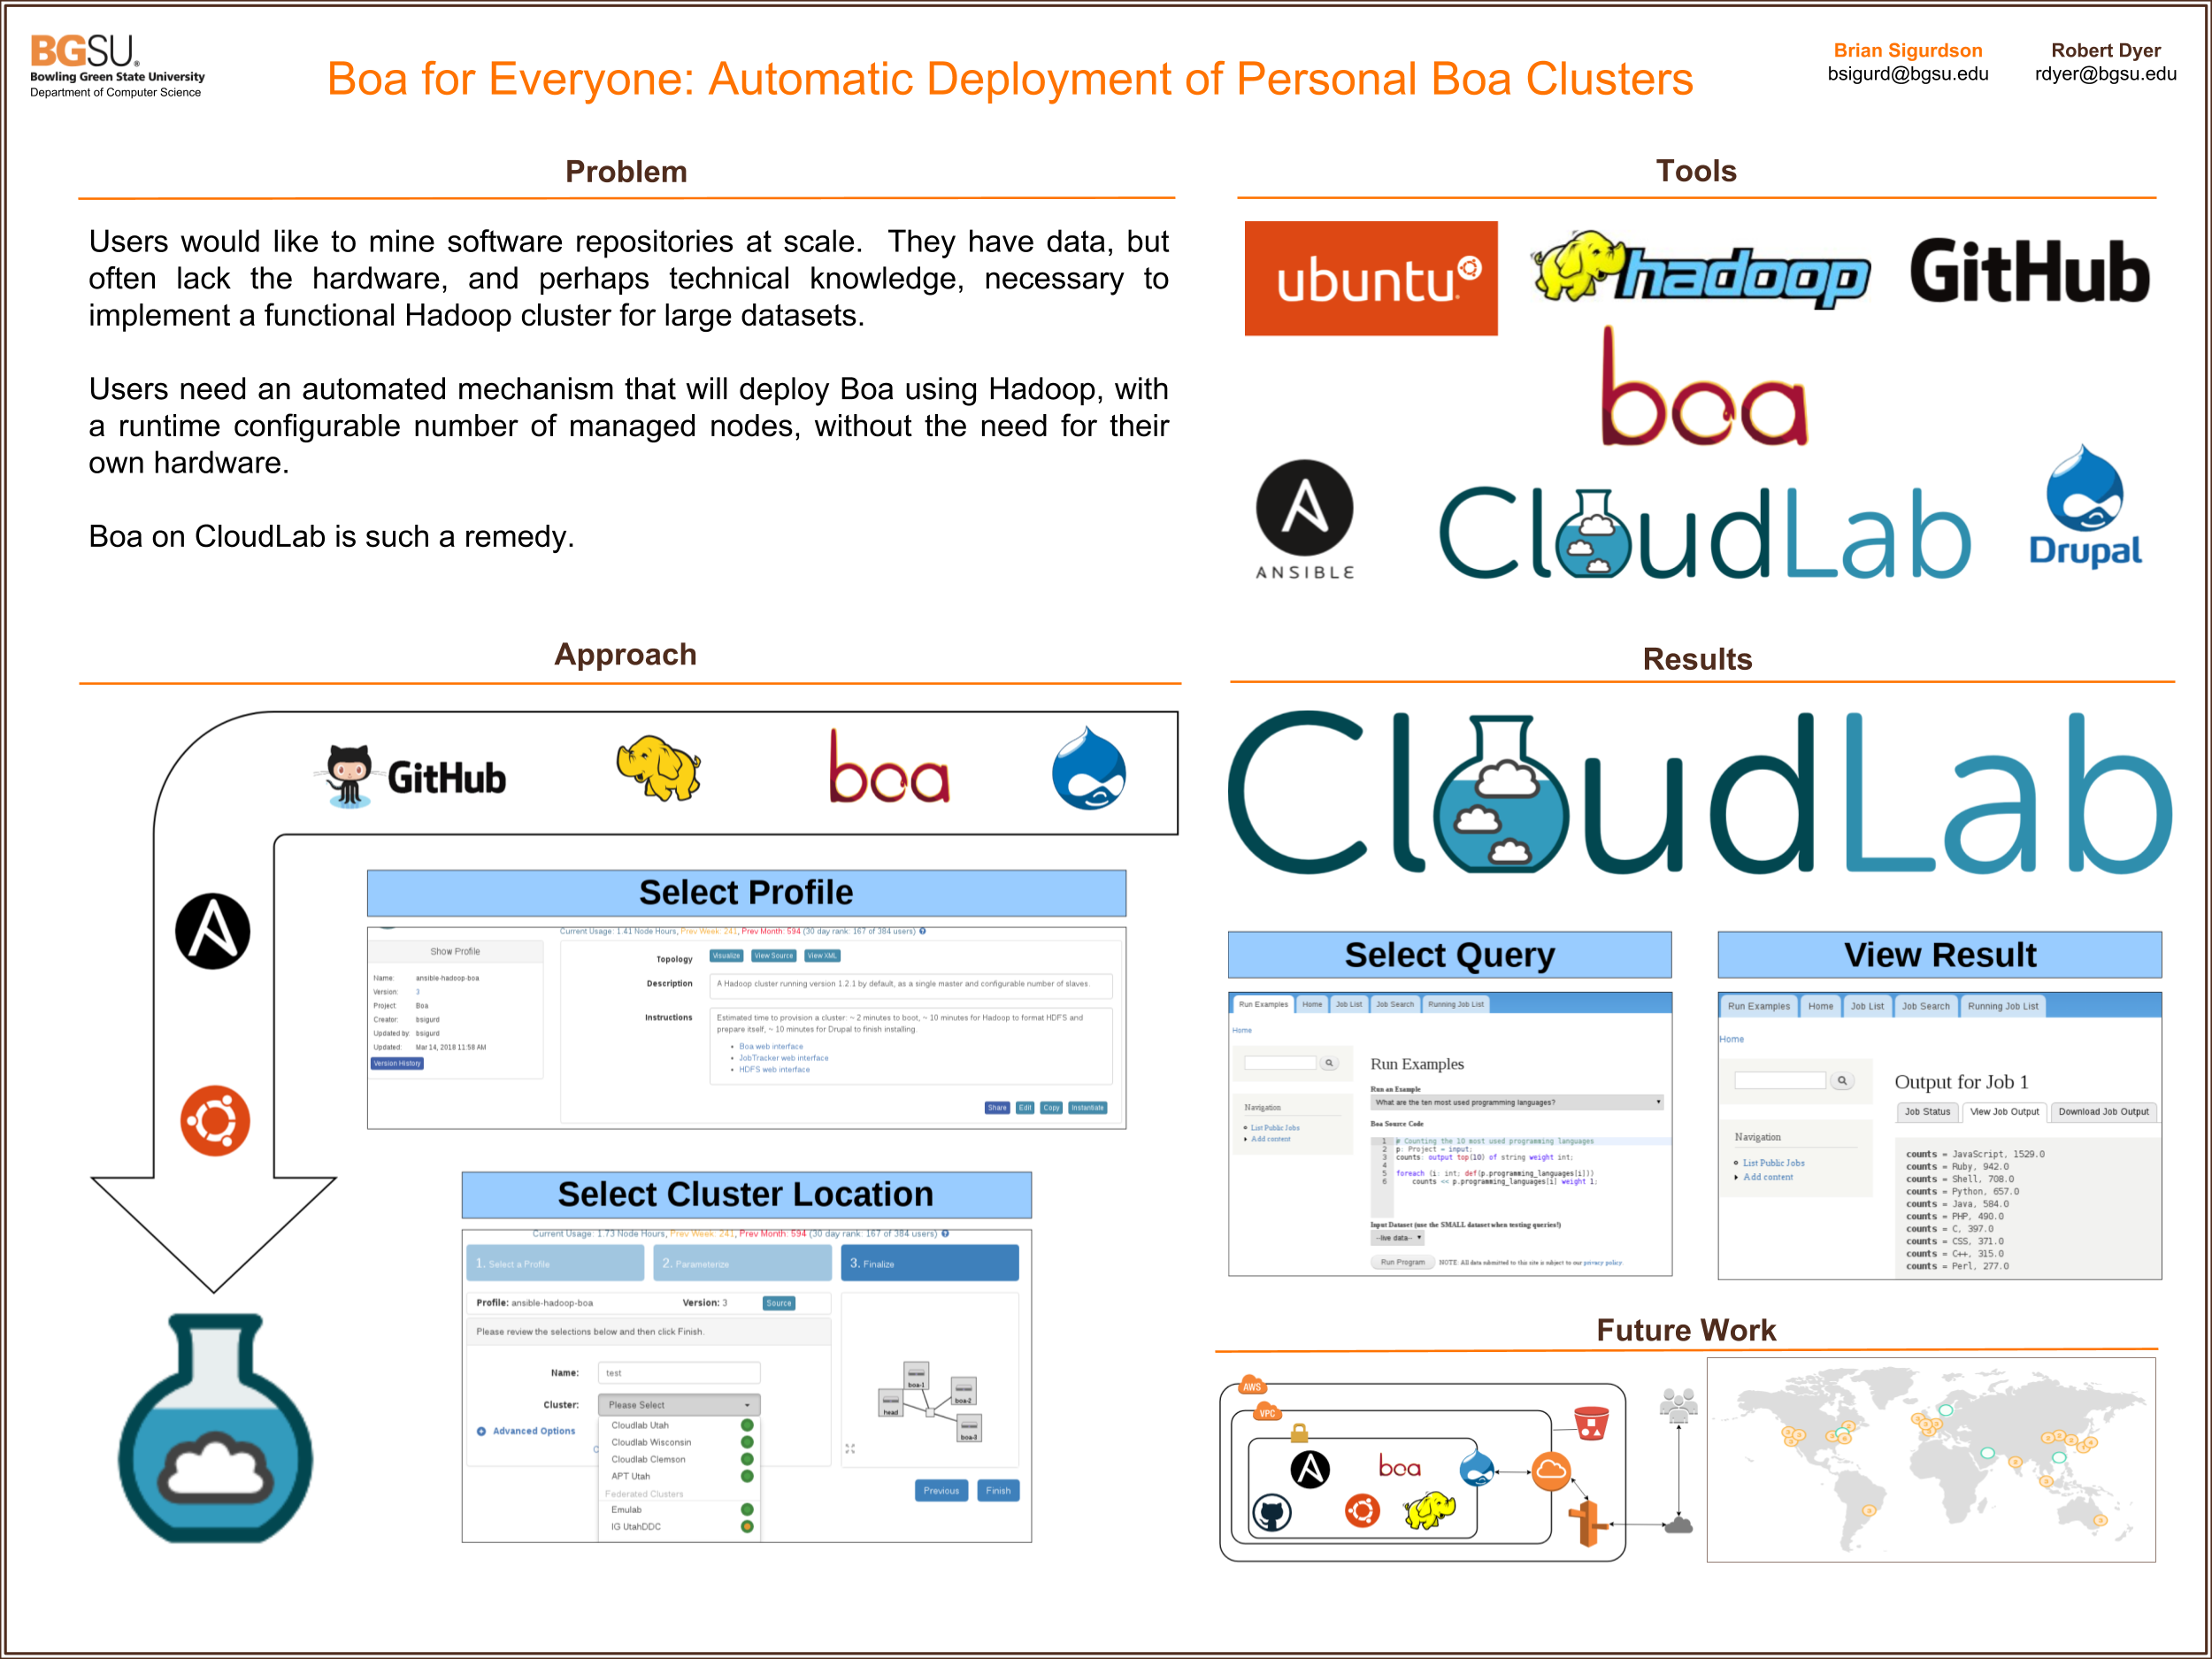 BGSU.
Bowling Green State University
Department of Computer Science
Boa for Everyone: Automatic Deployment of Personal Boa Clusters
Brian Sigurdson
bsigurd@bgsu.edu
Robert Dyer
rdyer@bgsu.edu
Problem
Users would like to mine software repositories at scale. They have data, but
often lack the hardware, and perhaps technical knowledge, necessary to
implement a functional Hadoop cluster for large datasets.
Users need an automated mechanism that will deploy Boa using Hadoop, with
a runtime configurable number of managed nodes, without the need for their
own hardware.
Boa on CloudLab is such a remedy.
Tools
ubuntu
hadoop
GitHub
boa
ANSIBLE
CloudLab
Drupal
Approach
GitHub
boa
Select Profile
Current Usage: 1.41 Node Hours, Prev Week: 241, Prev Month: 594 (30 day rank: 167 of 384 users)
Show Profile
Name: ansible-hadoop-boa
Version: 3
Project: Boa
Creator: bsigurd
Updated by: bsigurd
Updated: Mar 14, 2018 11:58 AM
Version History
Topology
Visualize View Source View XML
Description
A Hadoop cluster running version 1.2.1 by default, as a single master and configurable number of slaves.
Instructions
Estimated time to provision a cluster: ~ 2 minutes to boot, ~ 10 minutes for Hadoop to format HDFS and
prepare itself, ~ 10 minutes for Drupal to finish installing.
Boa web interface
JobTracker web interface
HDFS web interface
Share Edit Copy Instantiate
Select Cluster Location
Current Usage: 1.73 Node Hours, Prev Week: 241, Prev Month: 594 (30 day rank: 167 of 384 users)
1. Select a Profile
2. Parameterize
3. Finalize
Profile: ansible-hadoop-boa
Version: 3
Source
Please review the selections below and then click Finish.
Name: test
Cluster: Please Select
Advanced Options
Cloudlab Utah
Cloudlab Wisconsin
Cloudlab Clemson
APT Utah
Federated Clusters
Emulab
IG UtahDDC
boa-1
head
boa-2
boa-3
Previous Finish
Results
CloudLab
Select Query
Run Examples Home Job List Job Search Running Job List
Home
Navigation
List Public Jobs
Add content
Run Examples
Run an Example
What are the ten most used programming languages?
Boa Source Code
1 # Counting the 10 most used programming languages
2 p: Project = input;
3 counts: output top(10) of string weight int;
4
5 foreach (i: int; def(p.programming_languages[i]))
6 counts << p.programming_languages[i] weight 1;
Input Dataset (use the SMALL dataset when testing queries!)
--live data--
Run Program NOTE: All data submitted to this site is subject to our privacy policy.
View Result
Run Examples Home Job List Job Search Running Job List
Home
Navigation
List Public Jobs
Add content
Output for Job 1
Job Status View Job Output Download Job Output
counts = JavaScript, 1529.0
counts = Ruby, 942.0
counts = Shell, 708.0
counts = Python, 657.0
counts = Java, 584.0
counts = PHP, 490.0
counts = C, 397.0
counts = CSS, 371.0
counts = C++, 315.0
counts = Perl, 277.0
Future Work
AWS
VPC
boa